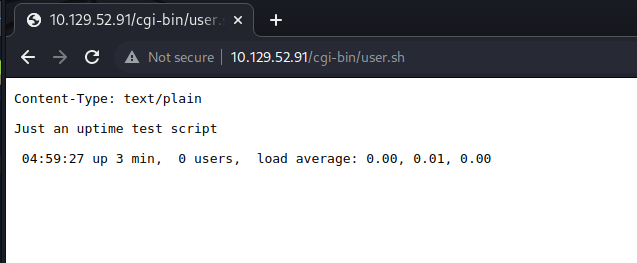 10.129.52.91/cgi-bin/user.
Not secure 10.129.52.91/cgi-bin/user.sh
Content-Type: text/plain
Just an uptime test script
04:59:27 up 3 min,  0 users,  load average: 0.00, 0.01, 0.00